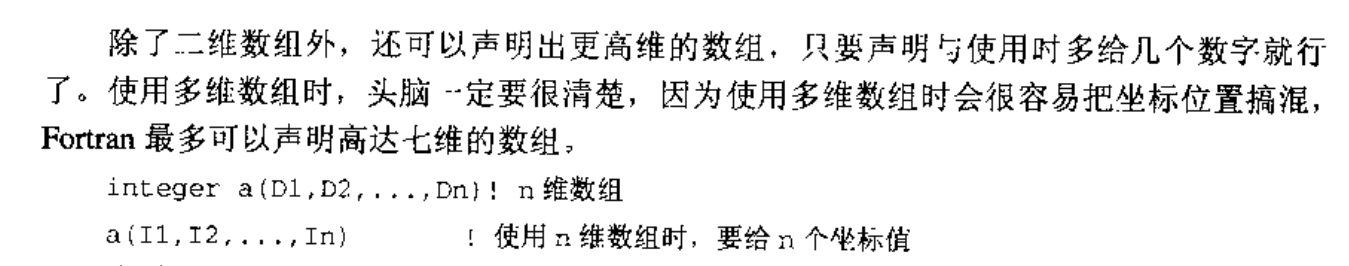 除了二维数组外，还可以声明出更高维的数组，只要声明与使用时多给几个数字就行
了。使用多维数组时，头脑一定要很清楚，因为使用多维数组时会很容易把坐标位置搞混，
Fortran 最多可以声明高达七维的数组。
integer a(D1,D2,...,Dn)! n 维数组
a(I1,I2,...,In) ! 使用 n 维数组时，要给 n 个坐标值